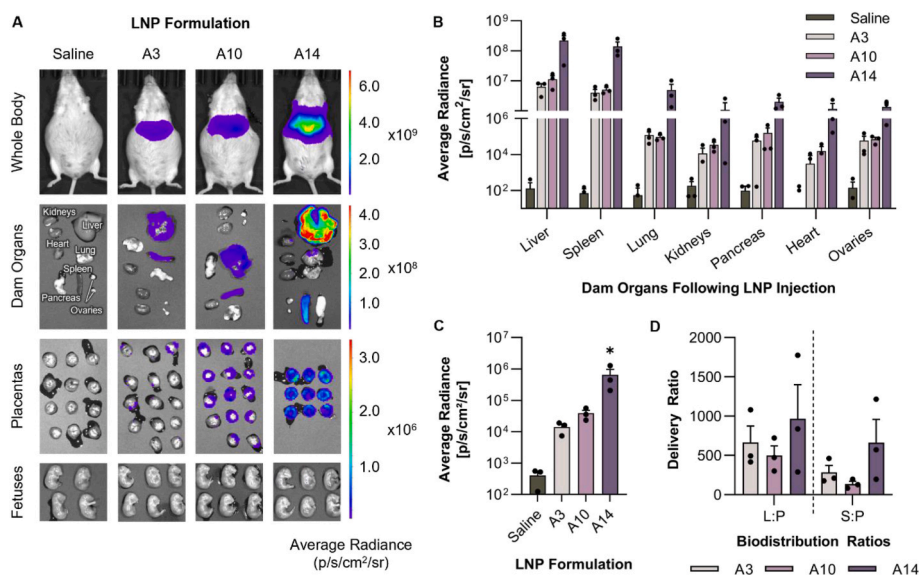 A
LNP Formulation
Saline
A3
A10
A14
Whole Body
6.0
4.0
2.0
x10⁹
Dam Organs
Kidneys
Liver
Heart
Lung
Spleen
Pancreas
Ovaries
4.0
3.0
2.0
1.0
x10⁸
Placentas
3.0
2.0
1.0
x10⁶
Fetuses
Average Radiance
(p/s/cm²/sr)
B
Average Radiance
[p/s/cm²/sr]
10⁹
10⁸
10⁷
10⁶
10⁴
10²
Saline
A3
A10
A14
Liver
Spleen
Lung
Kidneys
Pancreas
Heart
Ovaries
Dam Organs Following LNP Injection
C
Average Radiance
[p/s/cm²/sr]
10⁷
10⁶
10⁵
10⁴
10³
10²
*
Saline
A3
A10
A14
LNP Formulation
D
Delivery Ratio
2000
1500
1000
500
0
L:P
S:P
Biodistribution Ratios
A3
A10
A14